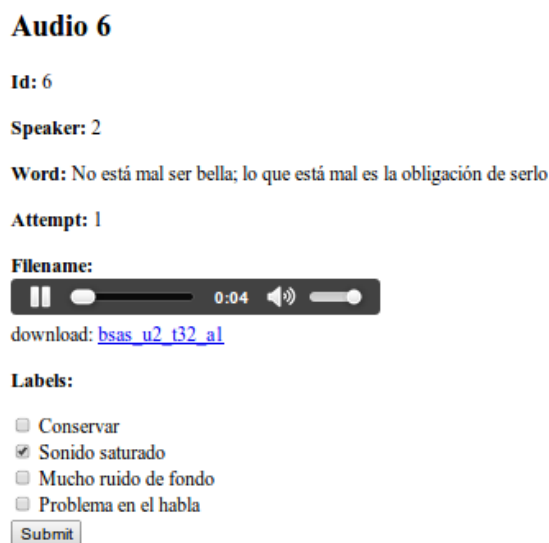 Audio 6
Id: 6
Speaker: 2
Word: No está mal ser bella; lo que está mal es la obligación de serlo
Attempt: 1
Filename:
0:04
download: bsas_u2_t32_a1
Labels:
Conservar
Sonido saturado
Mucho ruido de fondo
Problema en el habla
Submit